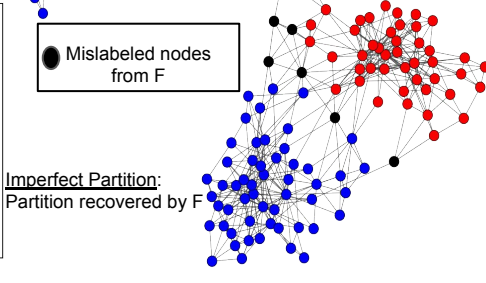 Mislabeled nodes
from F
Imperfect Partition:
Partition recovered by F